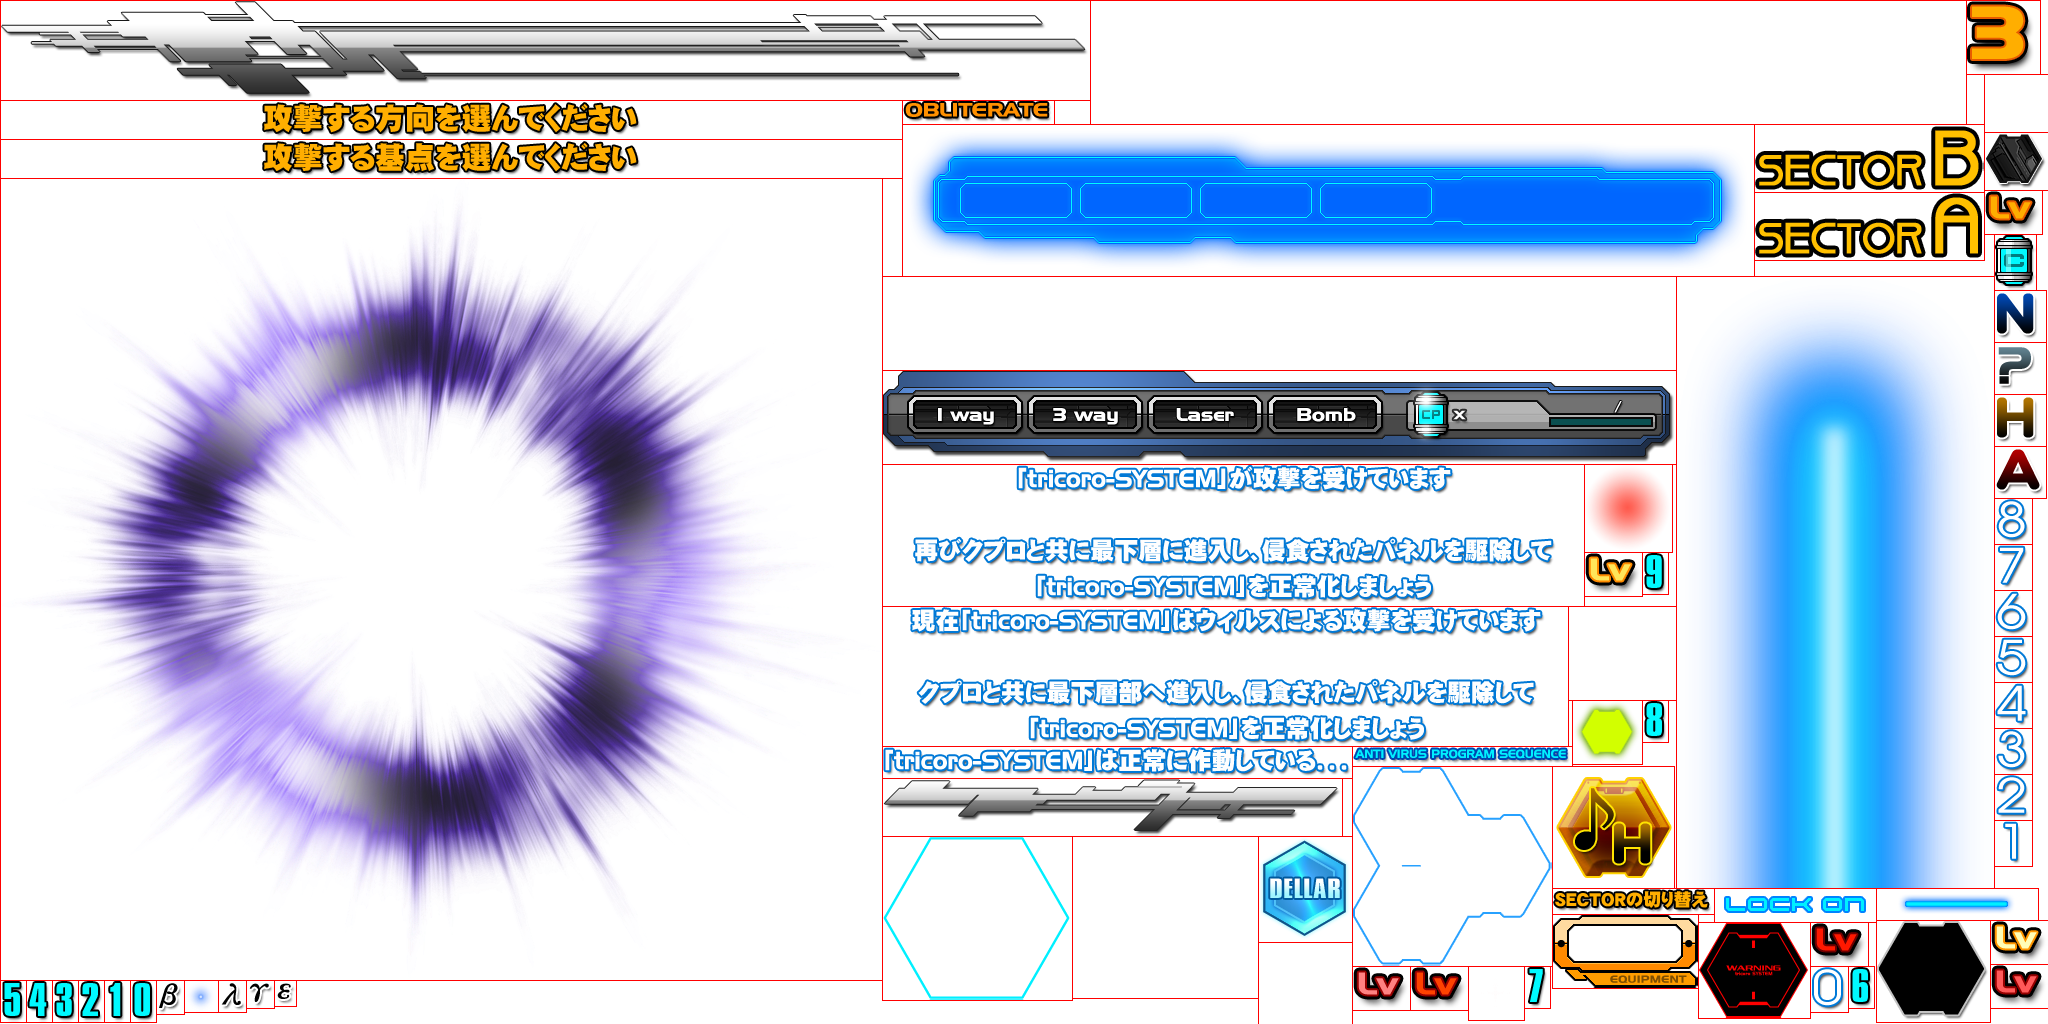 3
攻撃する方向を選んでください
OBLITERATE
攻撃する基点を選んでください
SECTOR B
SECTOR A
Lv
C
N
?
H
A
1 way
3 way
Laser
Bomb
CP x /
「tricoro-SYSTEM」が攻撃を受けています
再びクプロと共に最下層に進入し、侵食されたパネルを駆除して
「tricoro-SYSTEM」を正常化しましょう
Lv
9
現在「tricoro-SYSTEM」はウィルスによる攻撃を受けています
クプロと共に最下層部へ進入し、侵食されたパネルを駆除して
「tricoro-SYSTEM」を正常化しましょう
8
「tricoro-SYSTEM」は正常に作動している...
ANTI VIRUS PROGRAM SEQUENCE
8
7
6
5
4
3
2
1
♪H
DELLAR
SECTORの切り替え
LOCK ON
EQUIPMENT
WARNING
Lv
Lv
Lv
Lv
Lv
7
0
6
5
4
3
2
1
0
β
λ
γ
ε